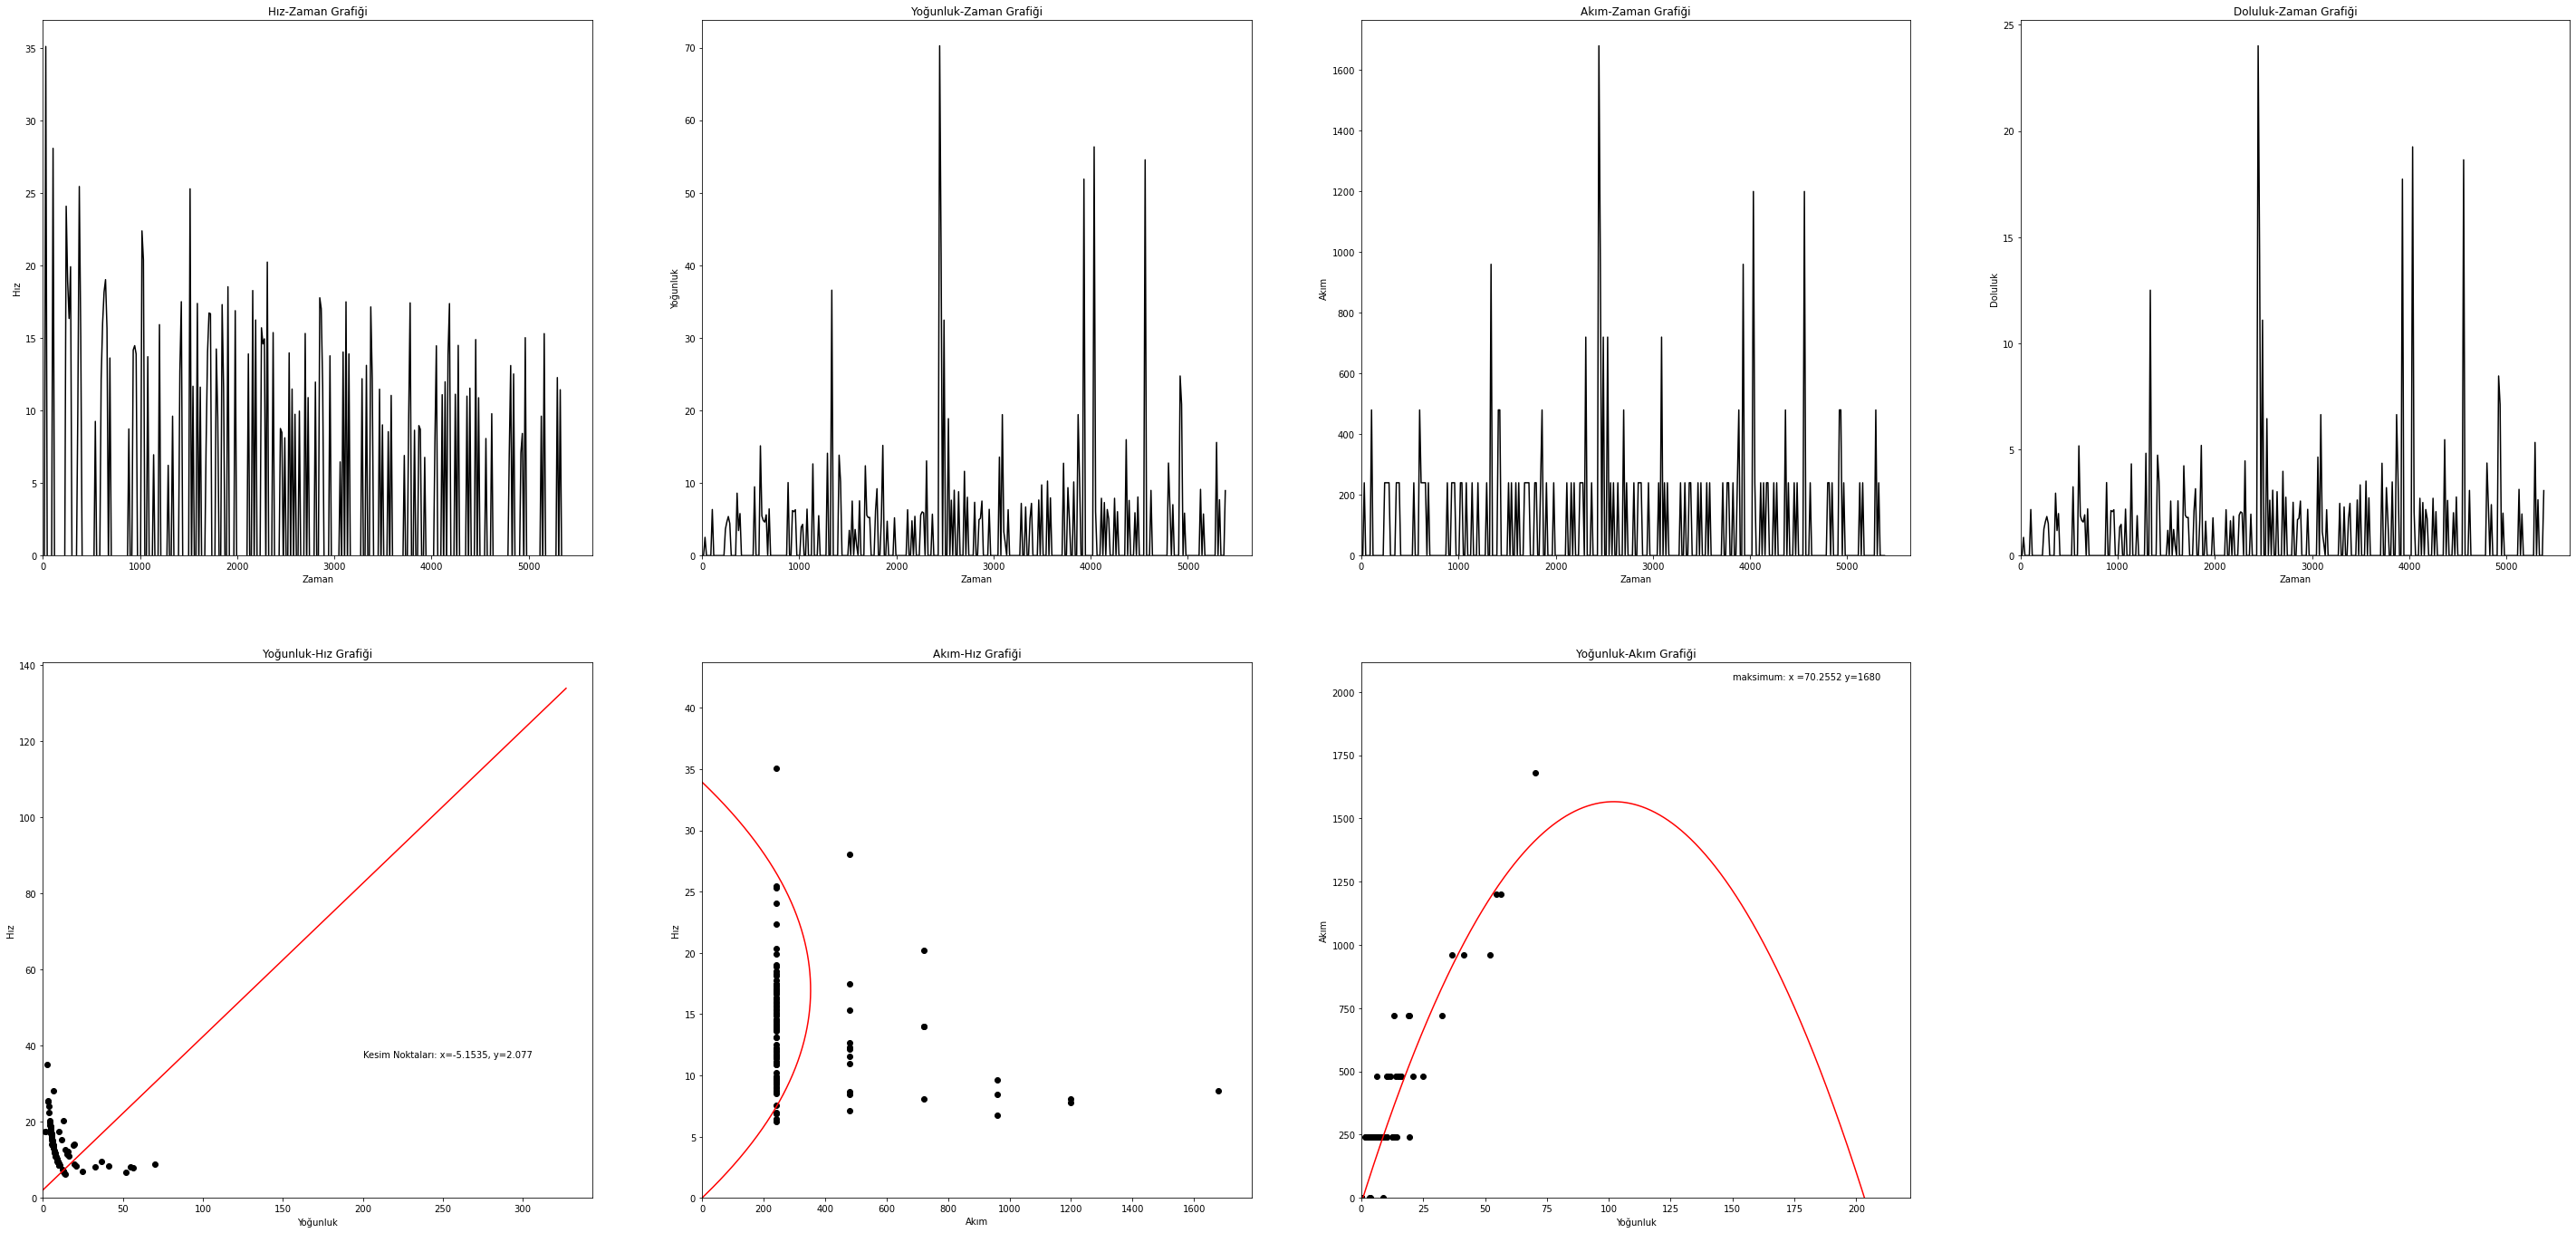 Hız-Zaman Grafiği
35
30
25
20
15
10
5
0
Hız
0 1000 2000 3000 4000 5000
Zaman
Yoğunluk-Zaman Grafiği
70
60
50
40
30
20
10
0
Yoğunluk
0 1000 2000 3000 4000 5000
Zaman
Akım-Zaman Grafiği
1600
1400
1200
1000
800
600
400
200
0
Akım
0 1000 2000 3000 4000 5000
Zaman
Doluluk-Zaman Grafiği
25
20
15
10
5
0
Doluluk
0 1000 2000 3000 4000 5000
Zaman
Yoğunluk-Hız Grafiği
140
120
100
80
60
40
20
0
Hız
Kesim Noktaları: x=-5.1535, y=2.077
0 50 100 150 200 250 300
Yoğunluk
Akım-Hız Grafiği
40
35
30
25
20
15
10
5
0
Hız
0 200 400 600 800 1000 1200 1400 1600
Akım
Yoğunluk-Akım Grafiği
maksimum: x =70.2552 y=1680
2000
1750
1500
1250
1000
750
500
250
0
Akım
0 25 50 75 100 125 150 175 200
Yoğunluk